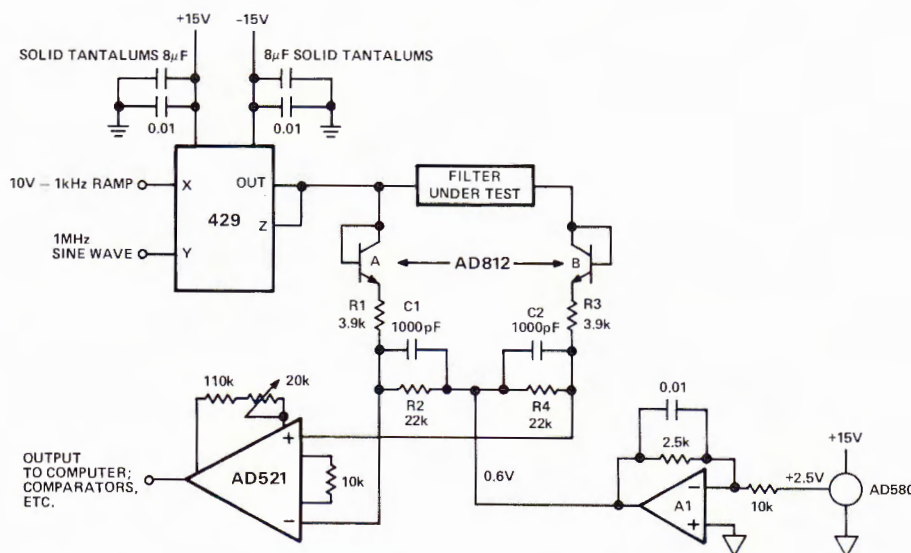 +15V -15V
SOLID TANTALUMS 8μF 8μF SOLID TANTALUMS
0.01 0.01
10V – 1kHz RAMP X OUT
429
Z
1MHz
SINE WAVE Y
FILTER
UNDER TEST
A AD812 B
R1
3.9k
C1
1000pF
C2
1000pF
R3
3.9k
R2
22k
R4
22k
110k 20k
OUTPUT
TO COMPUTER;
COMPARATORS,
ETC.
+
AD521
–
10k
0.6V
0.01
2.5k
A1
–
+
10k
+2.5V
+15V
AD580